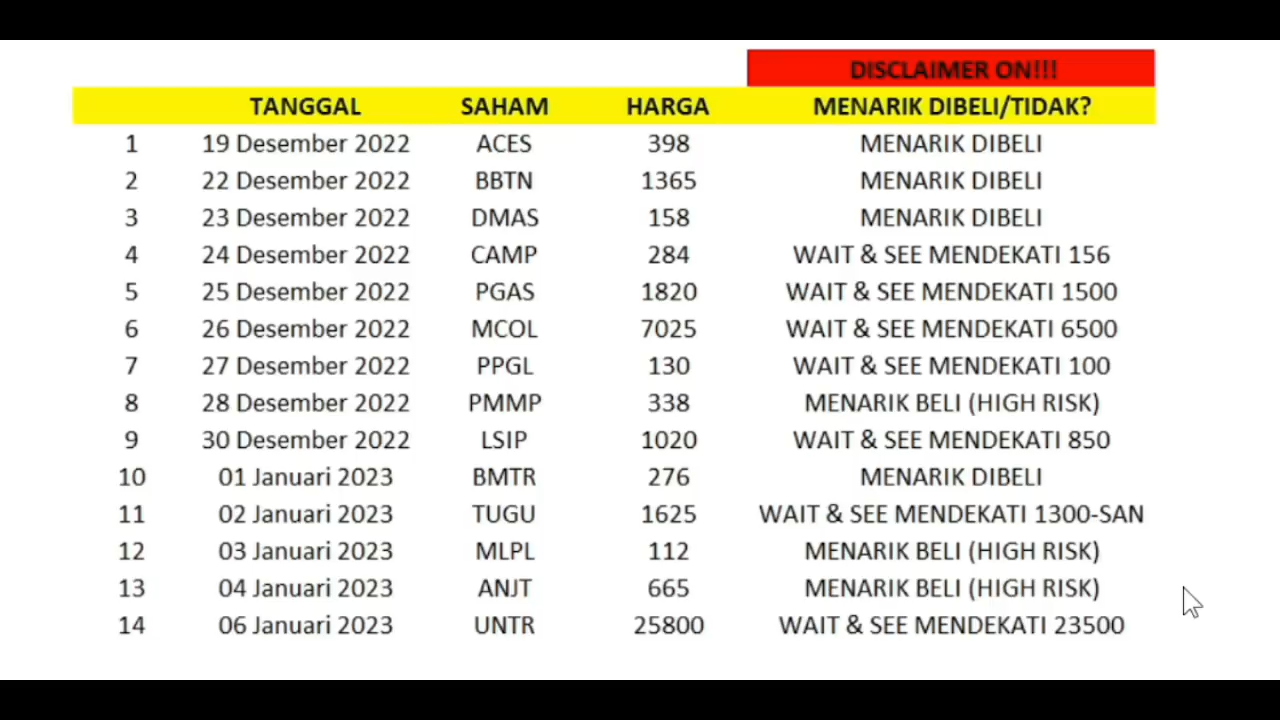 DISCLAIMER ON!!!
TANGGAL SAHAM HARGA MENARIK DIBELI/TIDAK?
1 19 Desember 2022 ACES 398 MENARIK DIBELI
2 22 Desember 2022 BBTN 1365 MENARIK DIBELI
3 23 Desember 2022 DMAS 158 MENARIK DIBELI
4 24 Desember 2022 CAMP 284 WAIT & SEE MENDEKATI 156
5 25 Desember 2022 PGAS 1820 WAIT & SEE MENDEKATI 1500
6 26 Desember 2022 MCOL 7025 WAIT & SEE MENDEKATI 6500
7 27 Desember 2022 PPGL 130 WAIT & SEE MENDEKATI 100
8 28 Desember 2022 PMMP 338 MENARIK BELI (HIGH RISK)
9 30 Desember 2022 LSIP 1020 WAIT & SEE MENDEKATI 850
10 01 Januari 2023 BMTR 276 MENARIK DIBELI
11 02 Januari 2023 TUGU 1625 WAIT & SEE MENDEKATI 1300-SAN
12 03 Januari 2023 MLPL 112 MENARIK BELI (HIGH RISK)
13 04 Januari 2023 ANJT 665 MENARIK BELI (HIGH RISK)
14 06 Januari 2023 UNTR 25800 WAIT & SEE MENDEKATI 23500